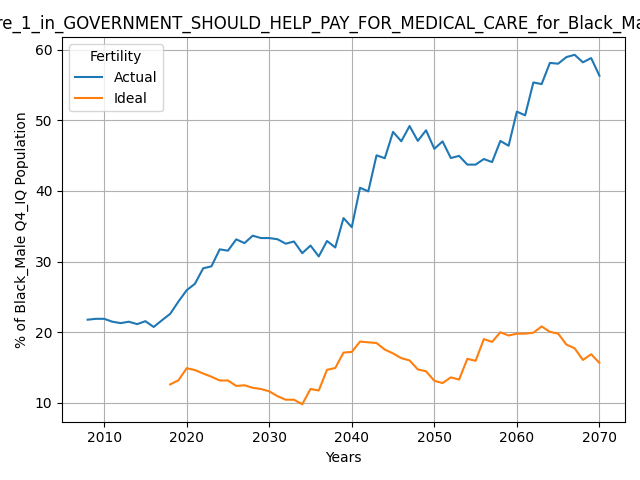 re_1_in_GOVERNMENT_SHOULD_HELP_PAY_FOR_MEDICAL_CARE_for_Black_Ma
Fertility
Actual
Ideal
% of Black_Male Q4_IQ Population
60
50
40
30
20
10
2010 2020 2030 2040 2050 2060 2070
Years